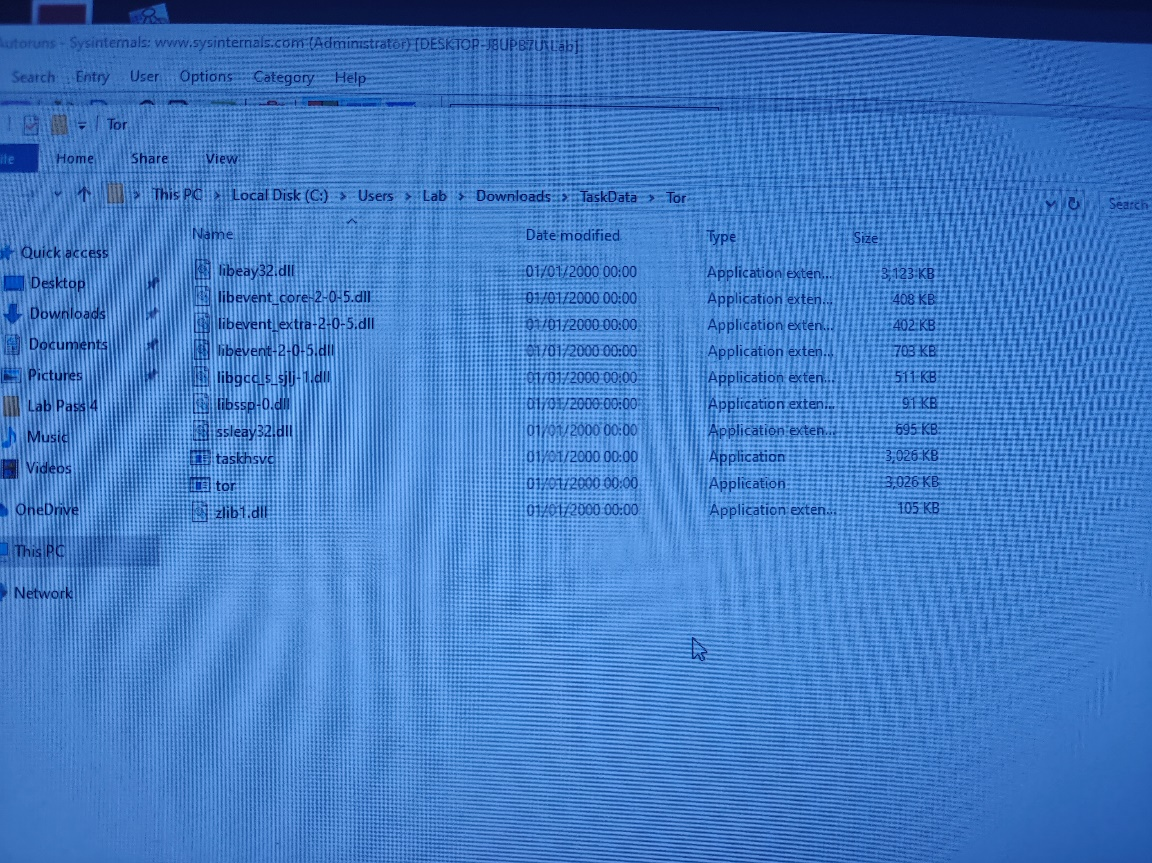 Autoruns - Sysinternals: www.sysinternals.com (Administrator) [DESKTOP-J8UPB7U\Lab]
Search Entry User Options Category Help
Tor
File Home Share View
This PC > Local Disk (C:) > Users > Lab > Downloads > TaskData > Tor Search
Name Date modified Type Size
Quick access
Desktop
Downloads
Documents
Pictures
Lab Pass 4
Music
Videos
OneDrive
This PC
Network
libeay32.dll 01/01/2000 00:00 Application exten... 3,123 KB
libevent_core-2-0-5.dll 01/01/2000 00:00 Application exten... 408 KB
libevent_extra-2-0-5.dll 01/01/2000 00:00 Application exten... 402 KB
libevent-2-0-5.dll 01/01/2000 00:00 Application exten... 703 KB
libgcc_s_sjlj-1.dll 01/01/2000 00:00 Application exten... 511 KB
libssp-0.dll 01/01/2000 00:00 Application exten... 91 KB
ssleay32.dll 01/01/2000 00:00 Application exten... 695 KB
taskhsvc 01/01/2000 00:00 Application 3,026 KB
tor 01/01/2000 00:00 Application 3,026 KB
zlib1.dll 01/01/2000 00:00 Application exten... 105 KB